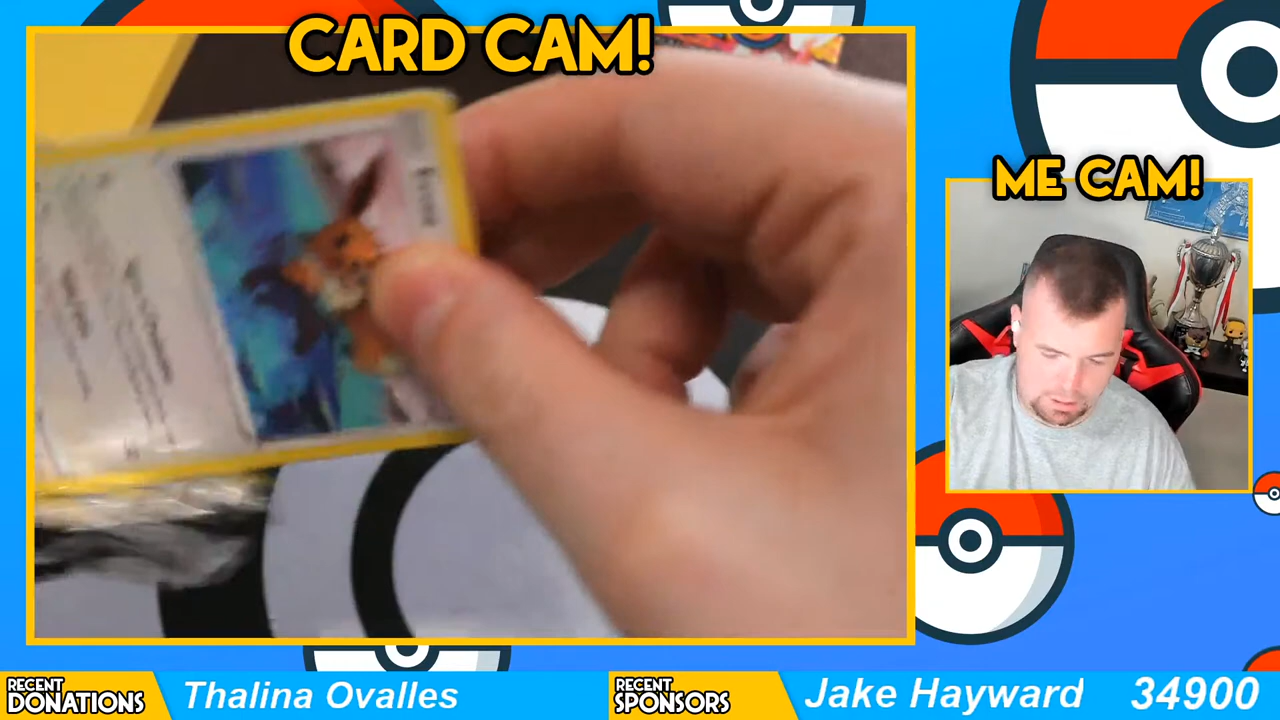 CARD CAM!
ME CAM!
RECENT
DONATIONS
Thalina Ovalles
RECENT
SPONSORS
Jake Hayward
34900